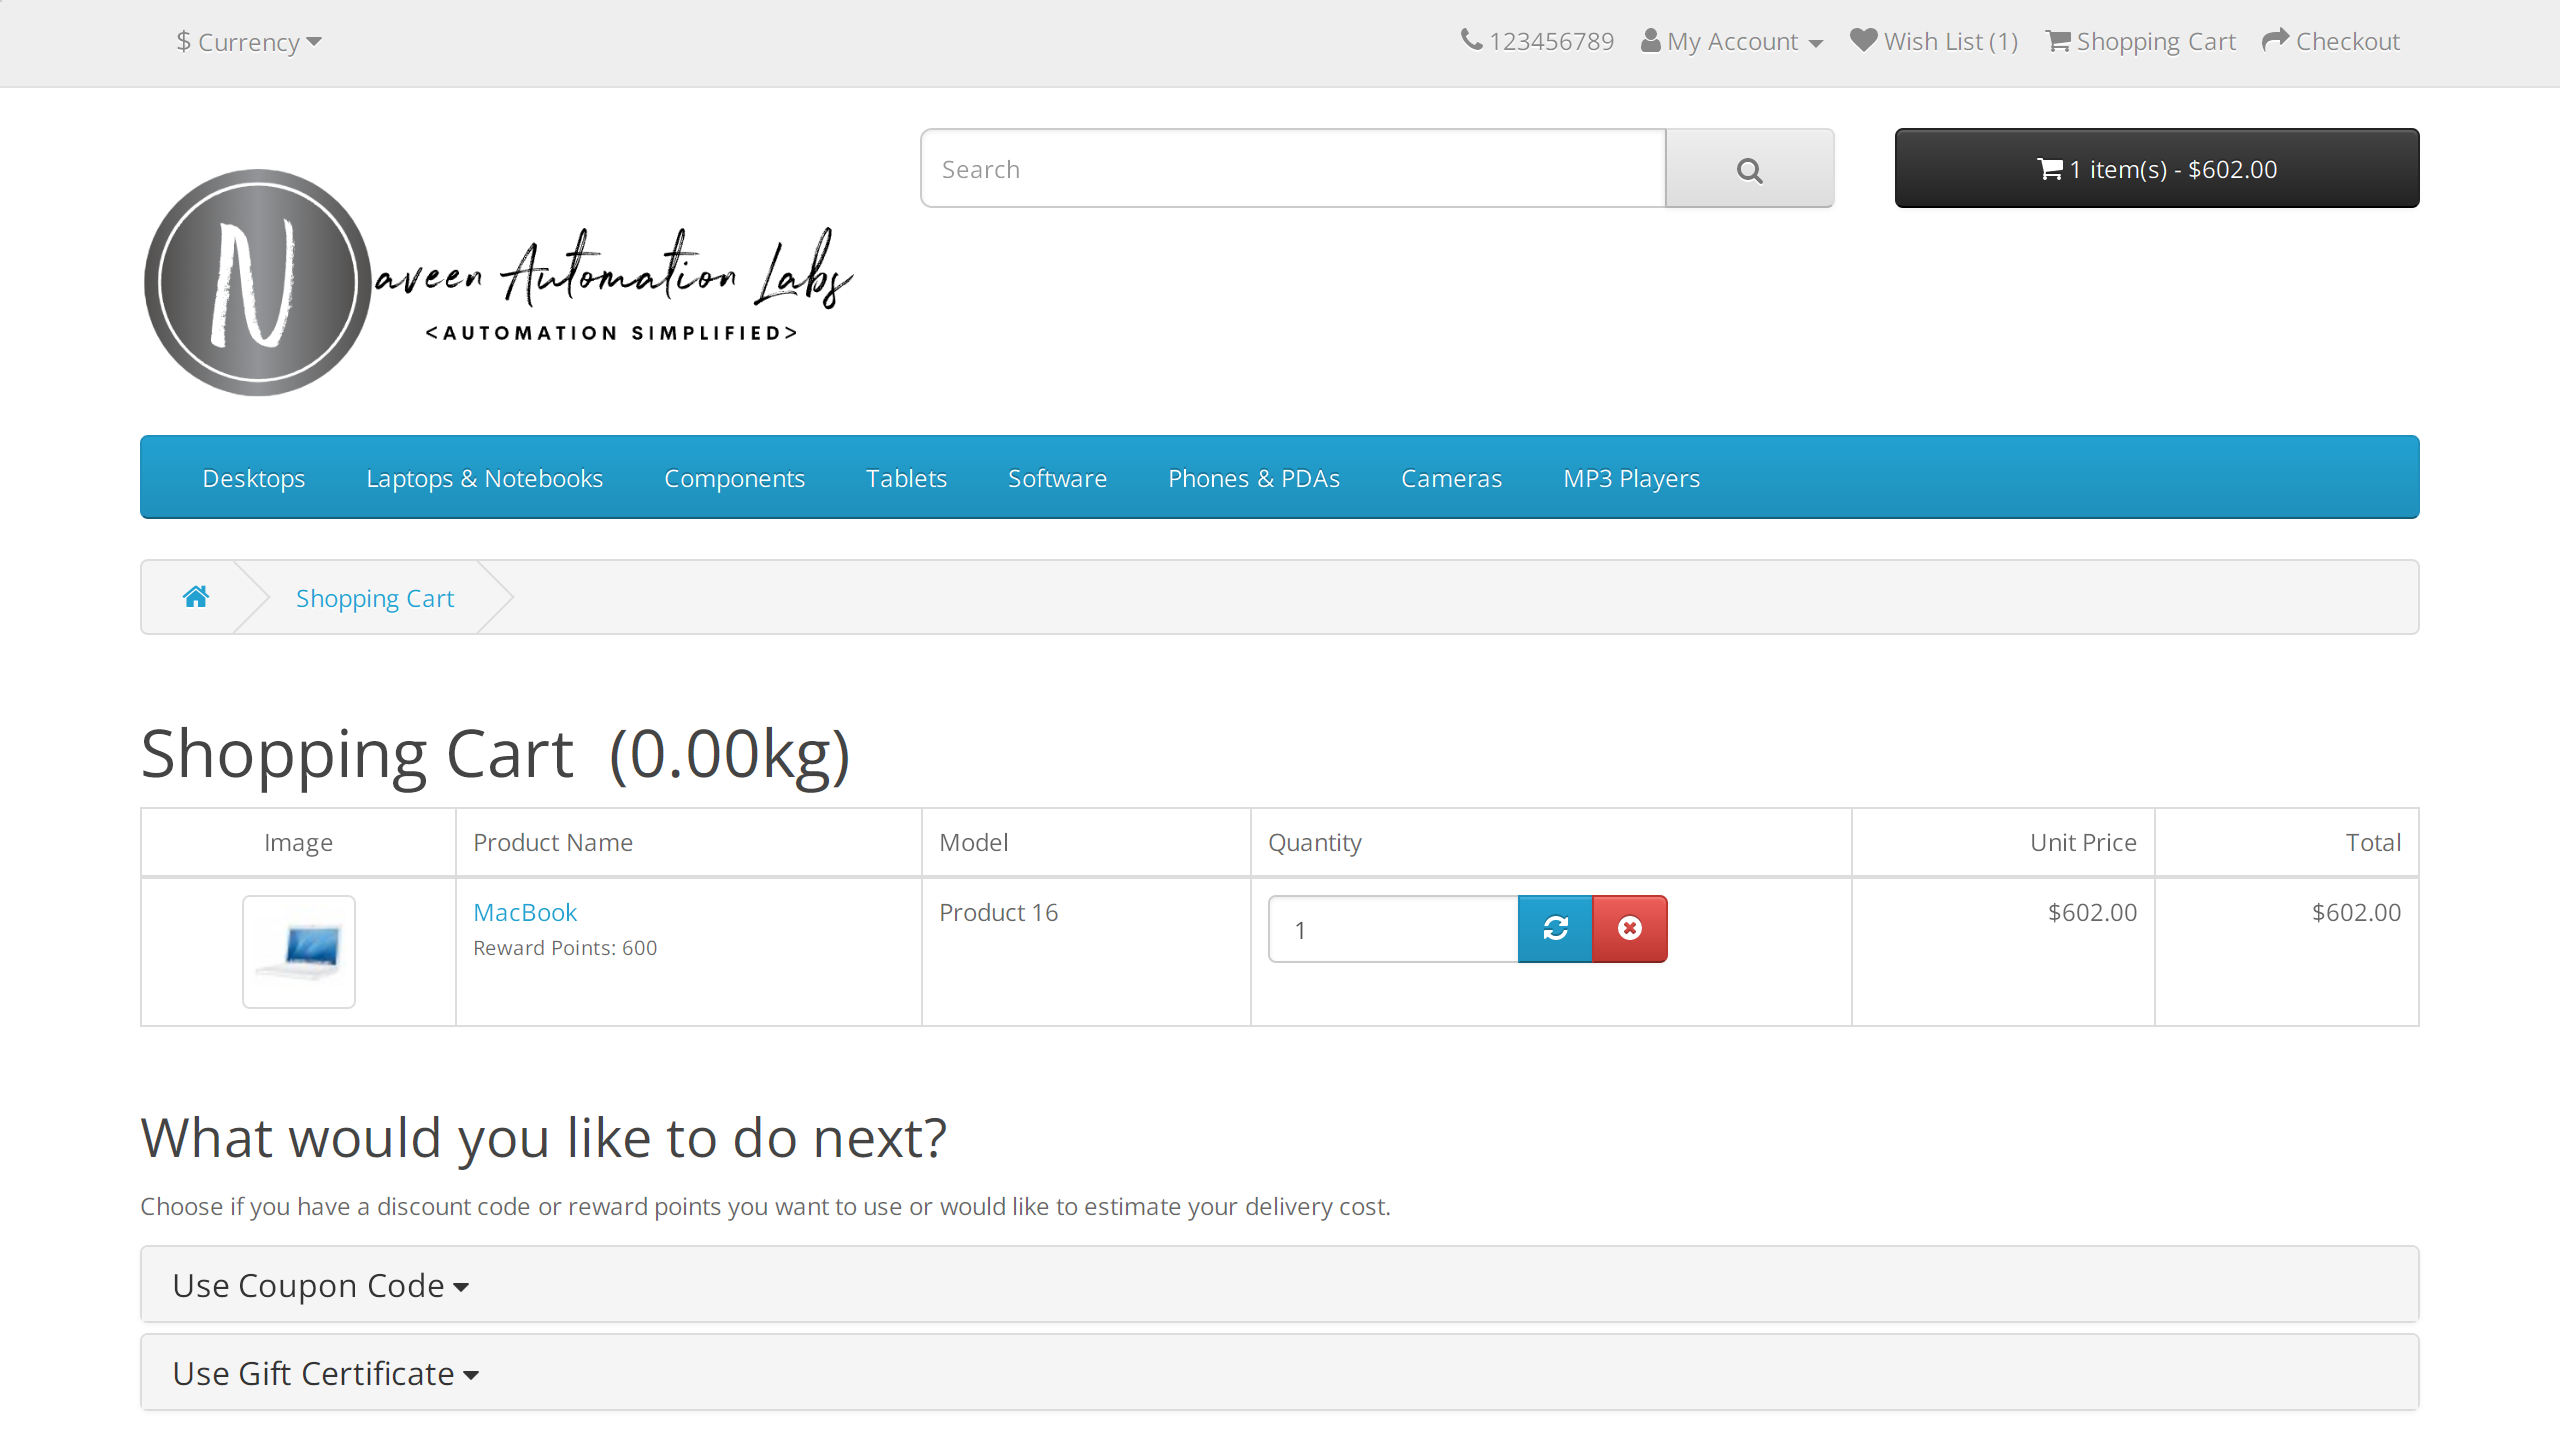 $ Currency
123456789 My Account Wish List (1) Shopping Cart Checkout
Search
1 item(s) - $602.00
Naveen Automation Labs
<AUTOMATION SIMPLIFIED>
Desktops Laptops & Notebooks Components Tablets Software Phones & PDAs Cameras MP3 Players
Shopping Cart
Shopping Cart (0.00kg)
Image Product Name Model Quantity Unit Price Total
MacBook Product 16 1 $602.00 $602.00
Reward Points: 600
What would you like to do next?
Choose if you have a discount code or reward points you want to use or would like to estimate your delivery cost.
Use Coupon Code
Use Gift Certificate